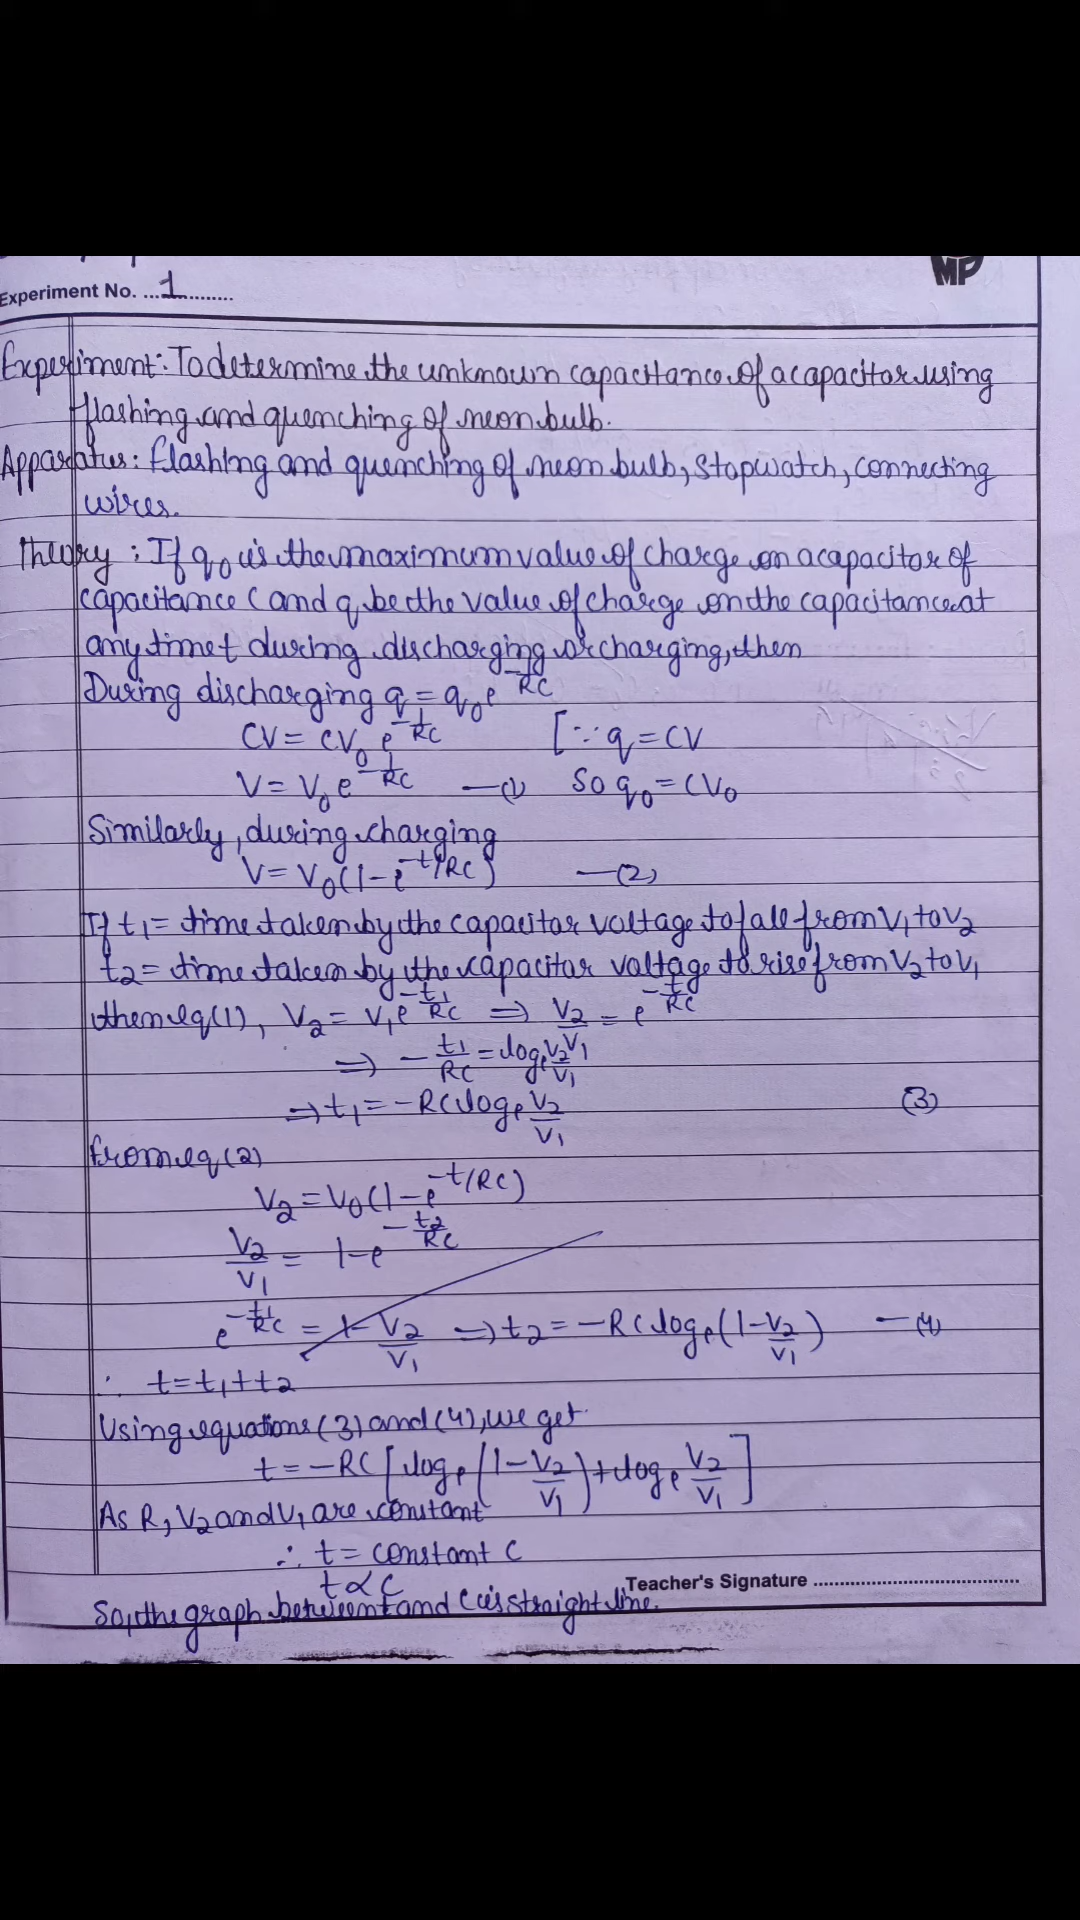 MP
Experiment No. ...1..........
Experiment: To determine the unknown capacitance of a capacitor using
flashing and quenching of neon bulb.
Apparatus: flashing and quenching of neon bulb, stopwatch, connecting
wires.
Theory: If q₀ is the maximum value of charge on a capacitor of
capacitance C and q be the value of charge on the capacitance at
any time t during discharging or charging, then
During discharging q = q₀ e^-t/RC
CV = CV₀ e^-t/RC [∵ q = CV
V = V₀ e^-t/RC —(1) So q₀ = CV₀
Similarly, during charging
V = V₀(1 - e^-t/RC) —(2)
If t₁ = time taken by the capacitor voltage to fall from V₁ to V₂
t₂ = time taken by the capacitor voltage to rise from V₂ to V₁
then eq(1), V₂ = V₁e^-t₁/RC ⇒ V₂/V₁ = e^-t/RC
⇒ -t₁/RC = logₑ V₂/V₁
⇒ t₁ = -RC logₑ V₂/V₁ (3)
from eq(2)
V₂ = V₀(1 - e^-t/RC)
V₂/V₁ = 1 - e^-t₂/RC
e^-t₁/RC = 1 - V₂/V₁ ⇒ t₂ = -RC logₑ(1 - V₂/V₁) —(4)
∴ t = t₁ + t₂
Using equations (3) and (4), we get
t = -RC [logₑ(1 - V₂/V₁) + logₑ V₂/V₁]
As R, V₂ and V₁ are constant
∴ t = constant C
t ∝ C
Teacher's Signature ........................................
So, the graph between t and C is straight line.